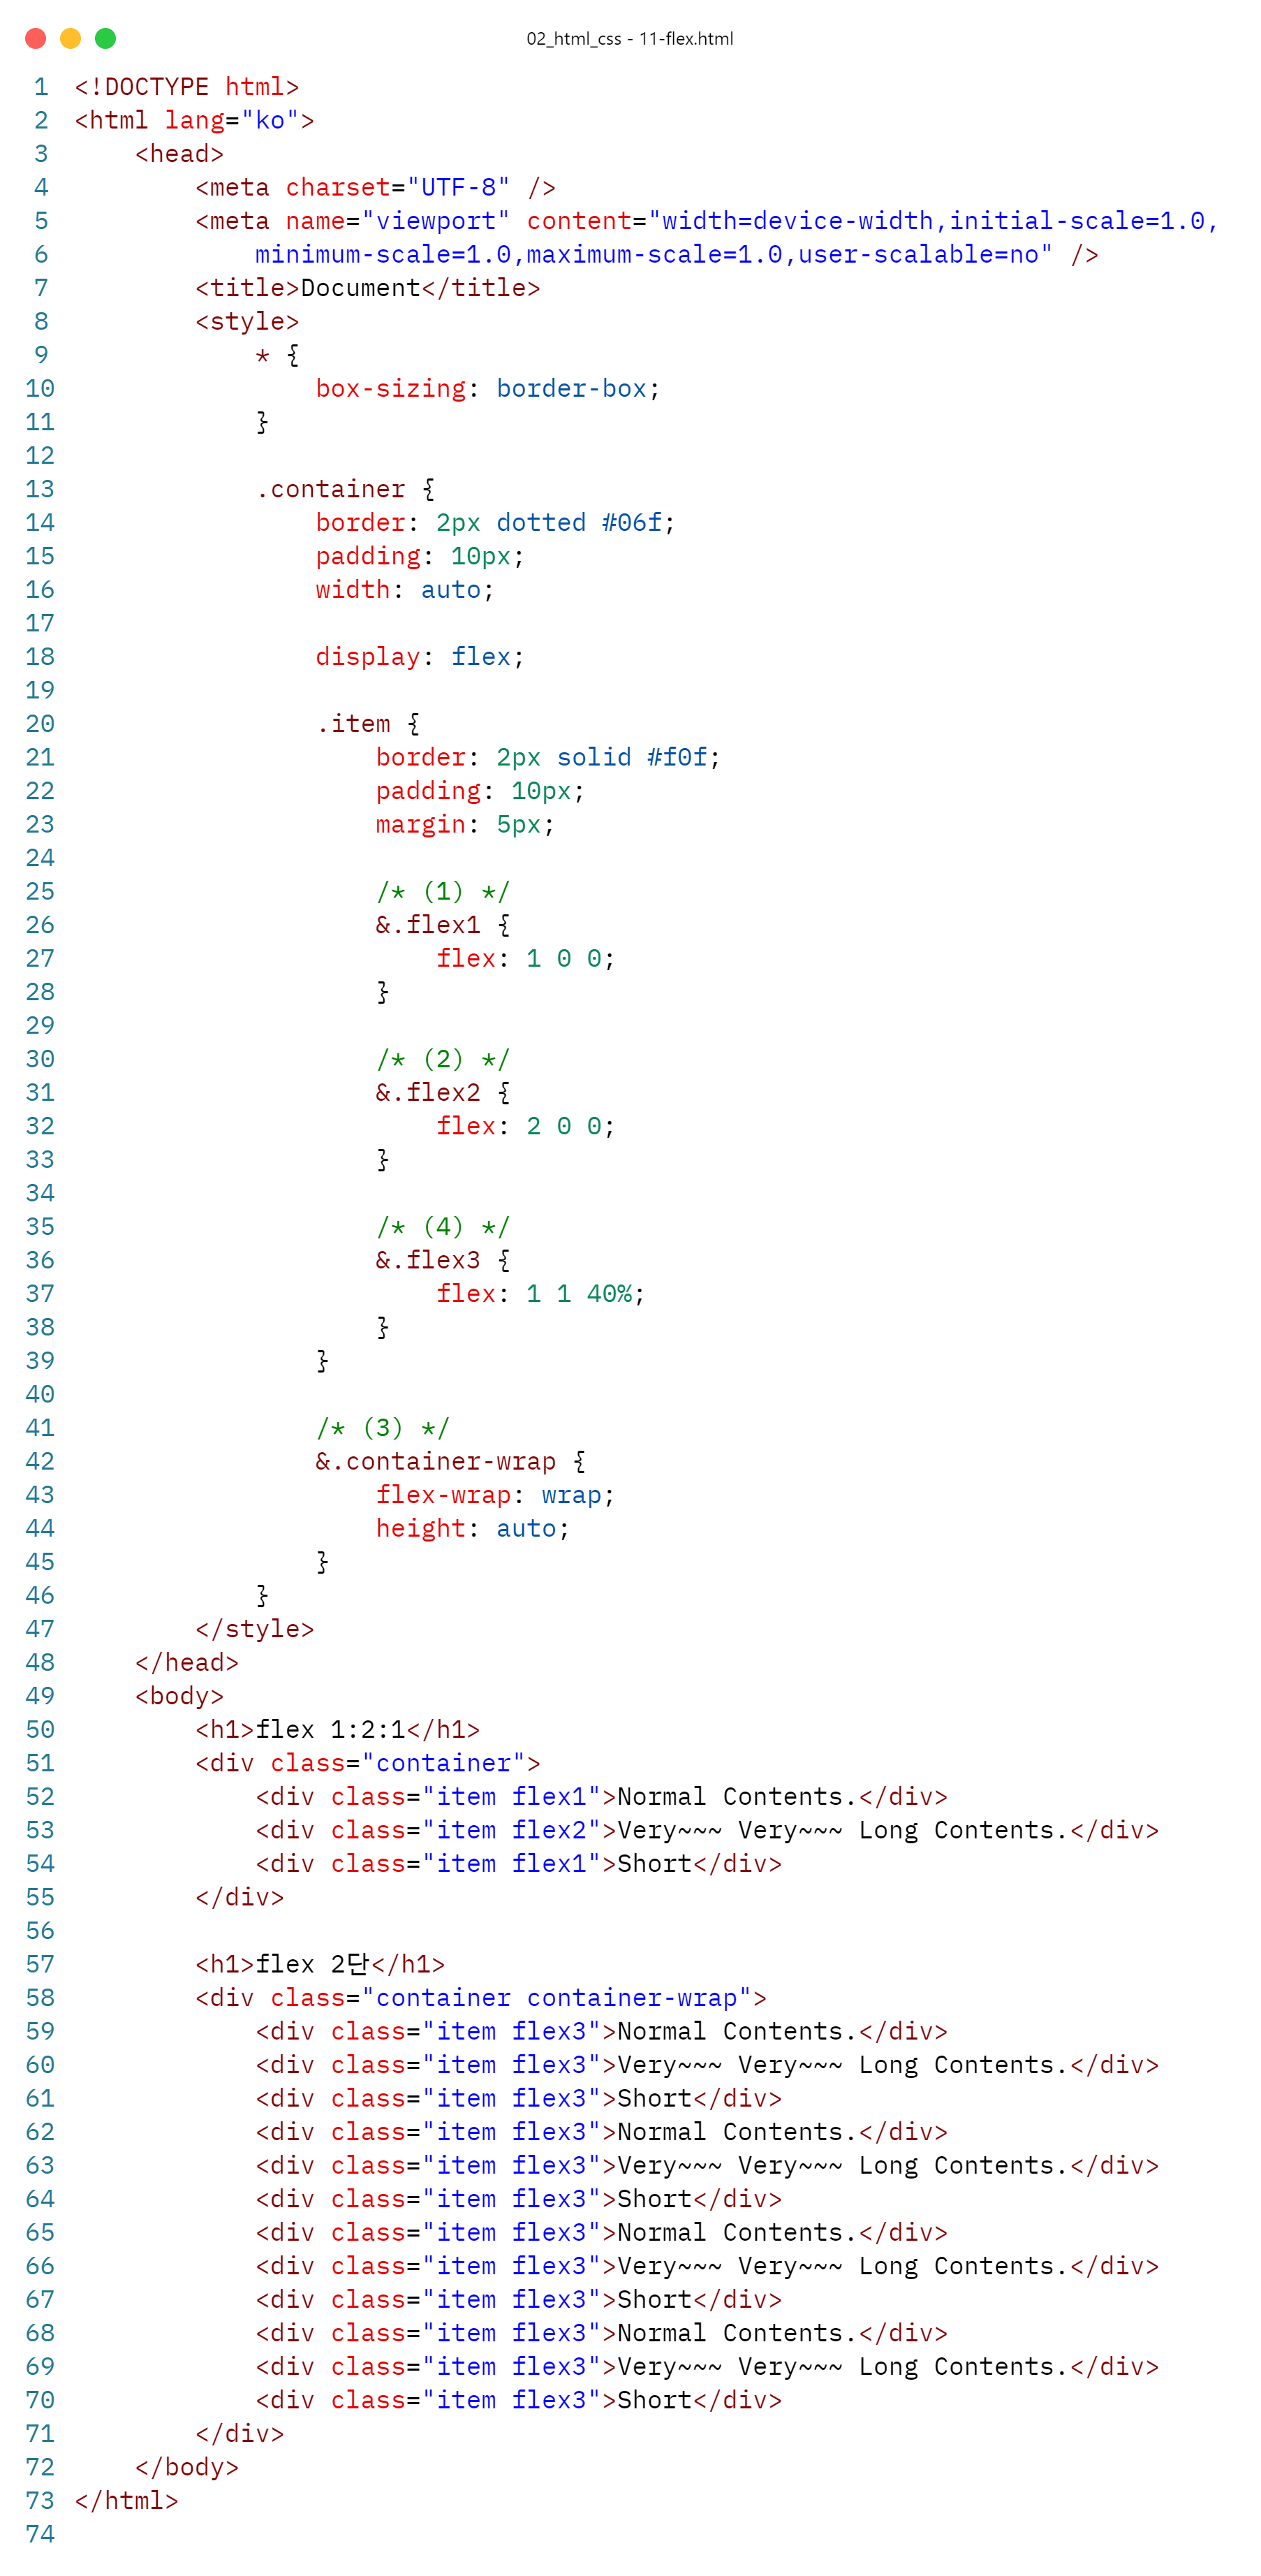 02_html_css - 11-flex.html
1 <!DOCTYPE html>
2 <html lang="ko">
3     <head>
4         <meta charset="UTF-8" />
5         <meta name="viewport" content="width=device-width,initial-scale=1.0,
6             minimum-scale=1.0,maximum-scale=1.0,user-scalable=no" />
7         <title>Document</title>
8         <style>
9             * {
10                 box-sizing: border-box;
11             }
12
13             .container {
14                 border: 2px dotted #06f;
15                 padding: 10px;
16                 width: auto;
17
18                 display: flex;
19
20                 .item {
21                     border: 2px solid #f0f;
22                     padding: 10px;
23                     margin: 5px;
24
25                     /* (1) */
26                     &.flex1 {
27                         flex: 1 0 0;
28                     }
29
30                     /* (2) */
31                     &.flex2 {
32                         flex: 2 0 0;
33                     }
34
35                     /* (4) */
36                     &.flex3 {
37                         flex: 1 1 40%;
38                     }
39                 }
40
41                 /* (3) */
42                 &.container-wrap {
43                     flex-wrap: wrap;
44                     height: auto;
45                 }
46             }
47         </style>
48     </head>
49     <body>
50         <h1>flex 1:2:1</h1>
51         <div class="container">
52             <div class="item flex1">Normal Contents.</div>
53             <div class="item flex2">Very~~~ Very~~~ Long Contents.</div>
54             <div class="item flex1">Short</div>
55         </div>
56
57         <h1>flex 2단</h1>
58         <div class="container container-wrap">
59             <div class="item flex3">Normal Contents.</div>
60             <div class="item flex3">Very~~~ Very~~~ Long Contents.</div>
61             <div class="item flex3">Short</div>
62             <div class="item flex3">Normal Contents.</div>
63             <div class="item flex3">Very~~~ Very~~~ Long Contents.</div>
64             <div class="item flex3">Short</div>
65             <div class="item flex3">Normal Contents.</div>
66             <div class="item flex3">Very~~~ Very~~~ Long Contents.</div>
67             <div class="item flex3">Short</div>
68             <div class="item flex3">Normal Contents.</div>
69             <div class="item flex3">Very~~~ Very~~~ Long Contents.</div>
70             <div class="item flex3">Short</div>
71         </div>
72     </body>
73 </html>
74